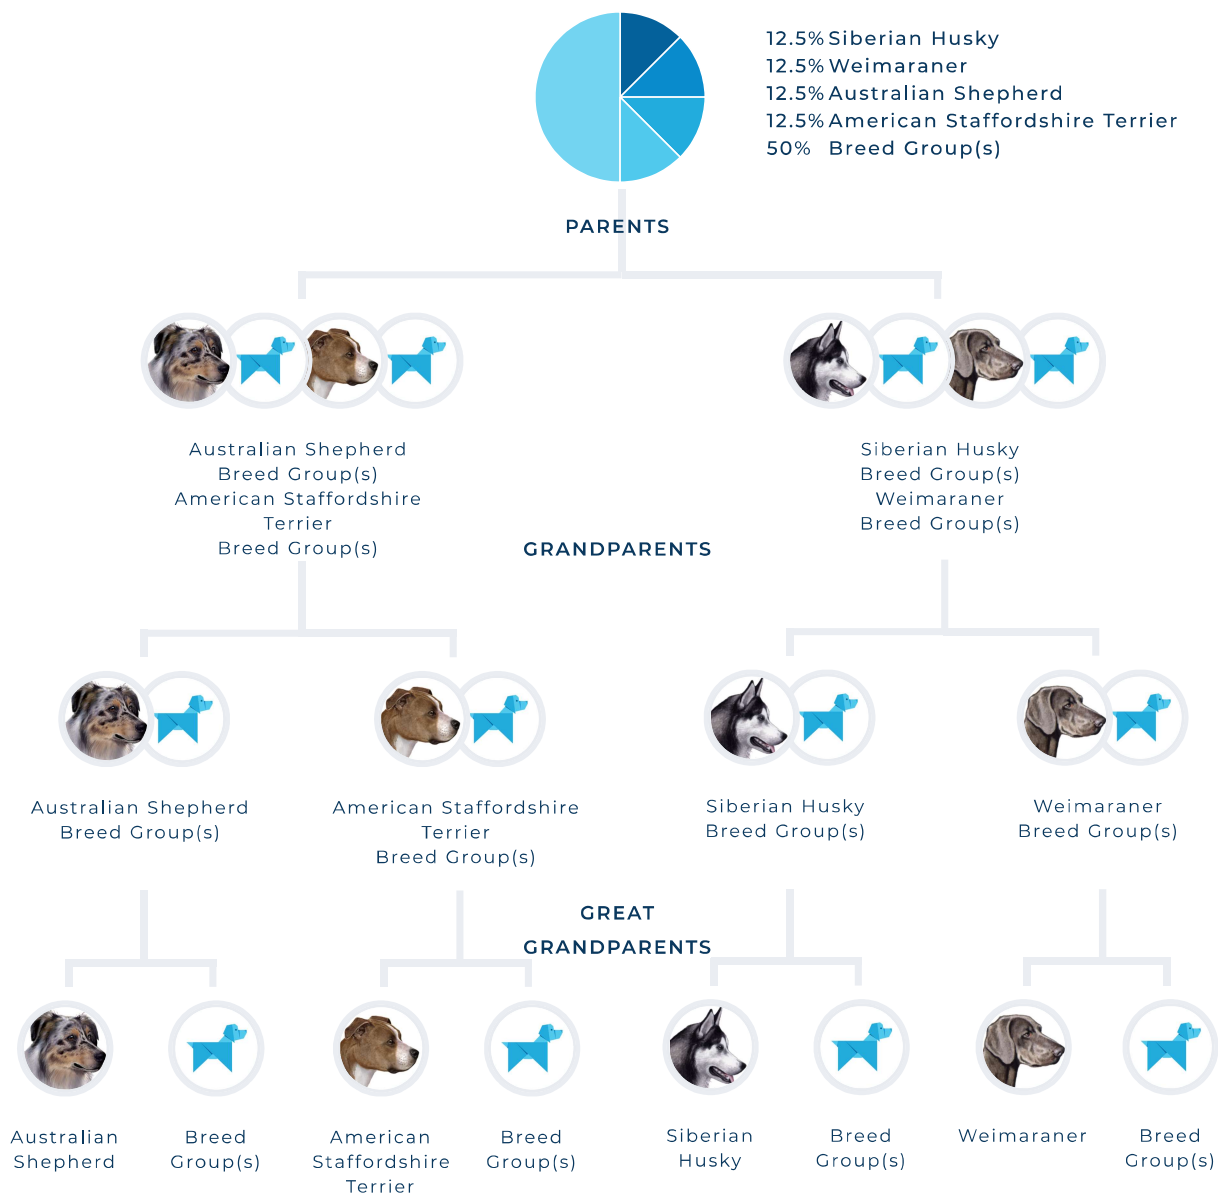 12.5% Siberian Husky
12.5% Weimaraner
12.5% Australian Shepherd
12.5% American Staffordshire Terrier
50% Breed Group(s)
PARENTS
Australian Shepherd
Breed Group(s)
American Staffordshire
Terrier
Breed Group(s)
Siberian Husky
Breed Group(s)
Weimaraner
Breed Group(s)
GRANDPARENTS
Australian Shepherd
Breed Group(s)
American Staffordshire
Terrier
Breed Group(s)
Siberian Husky
Breed Group(s)
Weimaraner
Breed Group(s)
GREAT
GRANDPARENTS
Australian
Shepherd
Breed
Group(s)
American
Staffordshire
Terrier
Breed
Group(s)
Siberian
Husky
Breed
Group(s)
Weimaraner
Breed
Group(s)